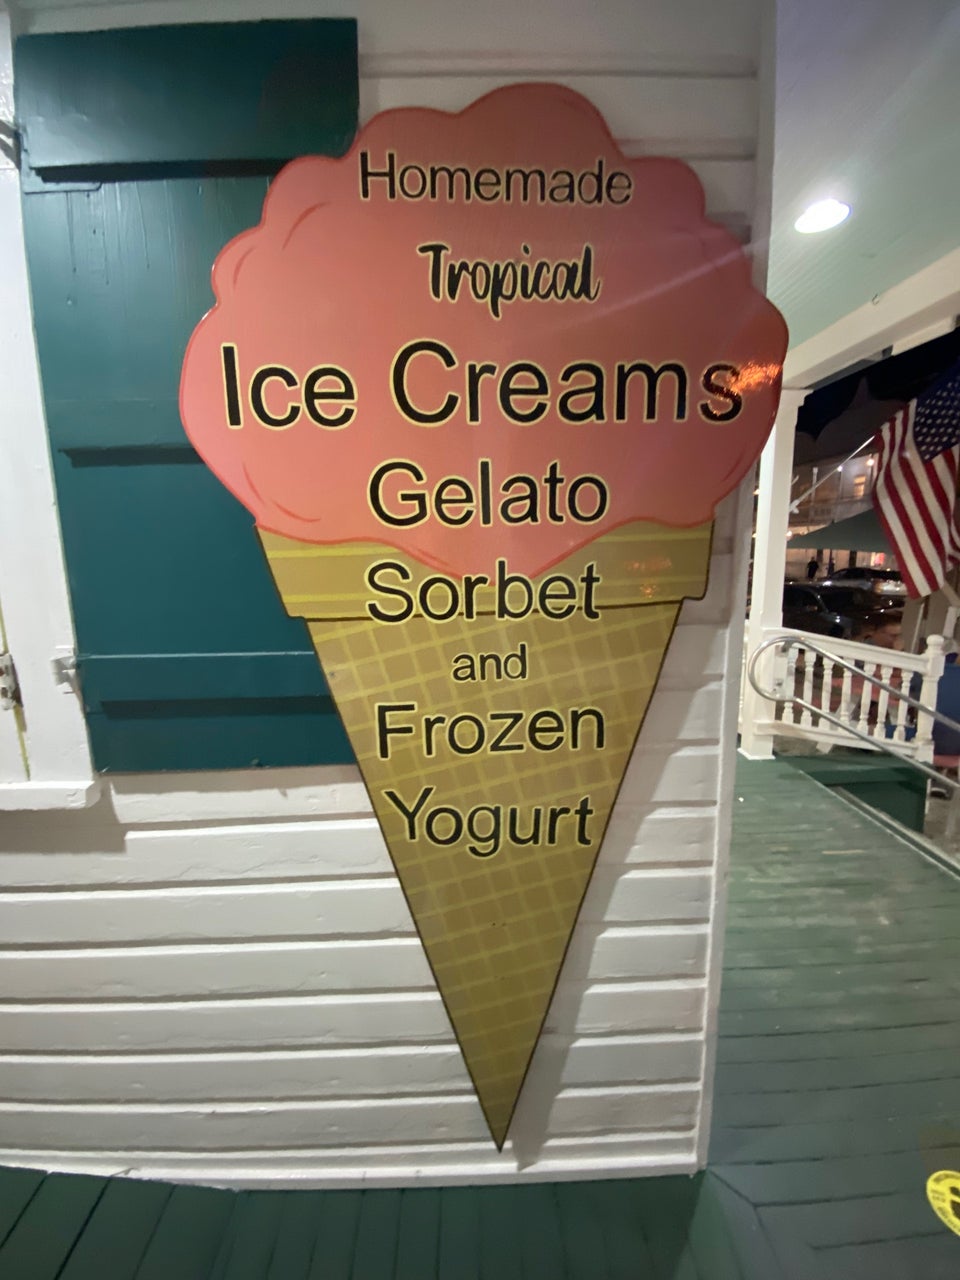 Homemade
Tropical
Ice Creams
Gelato
Sorbet
and
Frozen
Yogurt